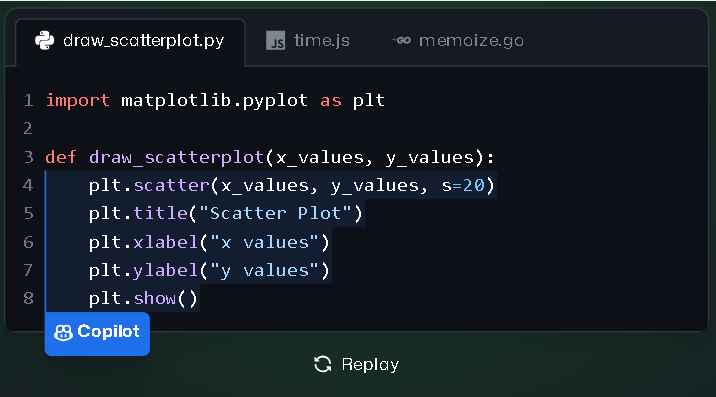 draw_scatterplot.py
JS time.js
GO memoize.go
1 import matplotlib.pyplot as plt
2
3 def draw_scatterplot(x_values, y_values):
4     plt.scatter(x_values, y_values, s=20)
5     plt.title("Scatter Plot")
6     plt.xlabel("x values")
7     plt.ylabel("y values")
8     plt.show()
Copilot
Replay